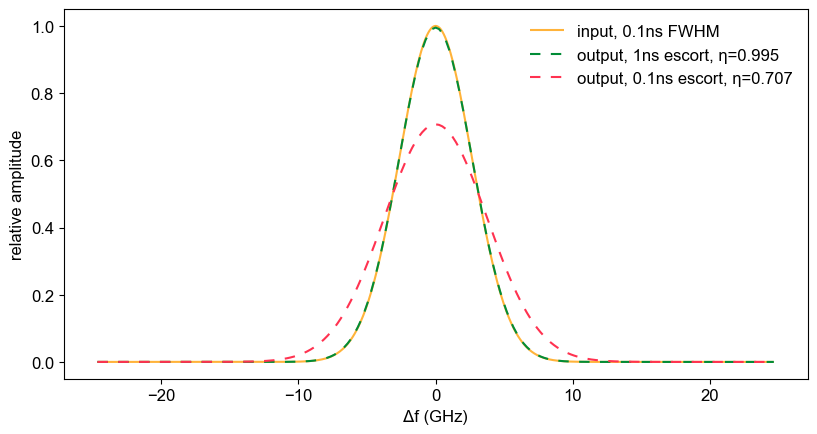 input, 0.1ns FWHM
output, 1ns escort, η=0.995
output, 0.1ns escort, η=0.707
relative amplitude
1.0
0.8
0.6
0.4
0.2
0.0
−20
−10
0
10
20
Δf (GHz)